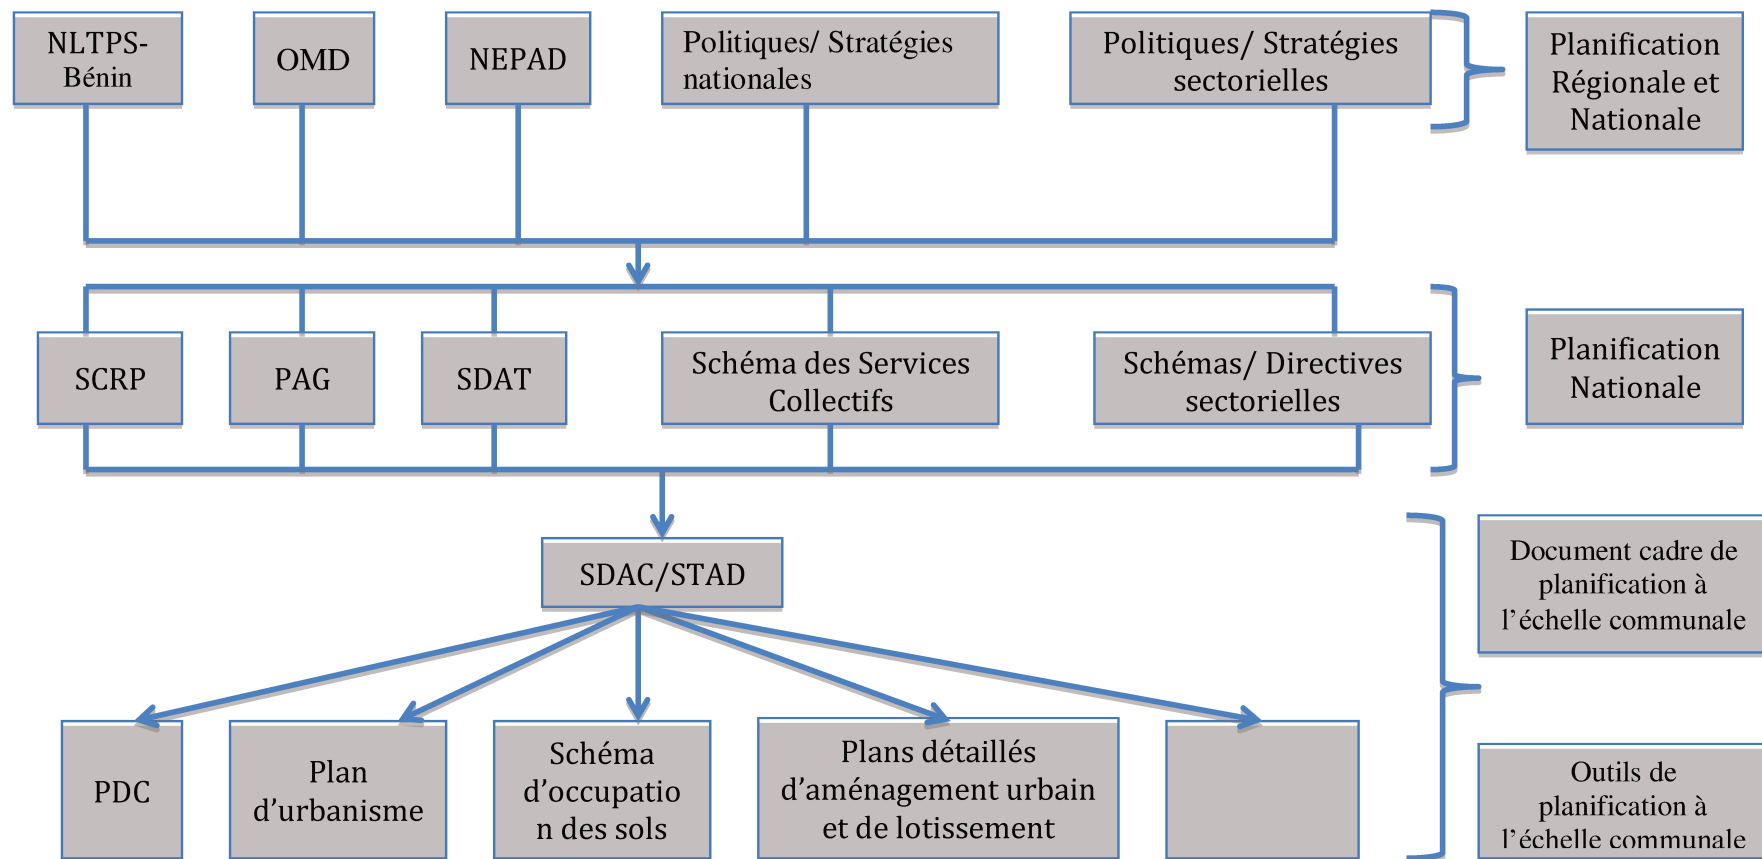 NLTPS-
Bénin
OMD
NEPAD
Politiques/ Stratégies
nationales
Politiques/ Stratégies
sectorielles
Planification
Régionale et
Nationale
SCRP
PAG
SDAT
Schéma des Services
Collectifs
Schémas/ Directives
sectorielles
Planification
Nationale
SDAC/STAD
Document cadre de
planification à
l’échelle communale
PDC
Plan
d’urbanisme
Schéma
d’occupatio
n des sols
Plans détaillés
d’aménagement urbain
et de lotissement
Outils de
planification à
l’échelle communale